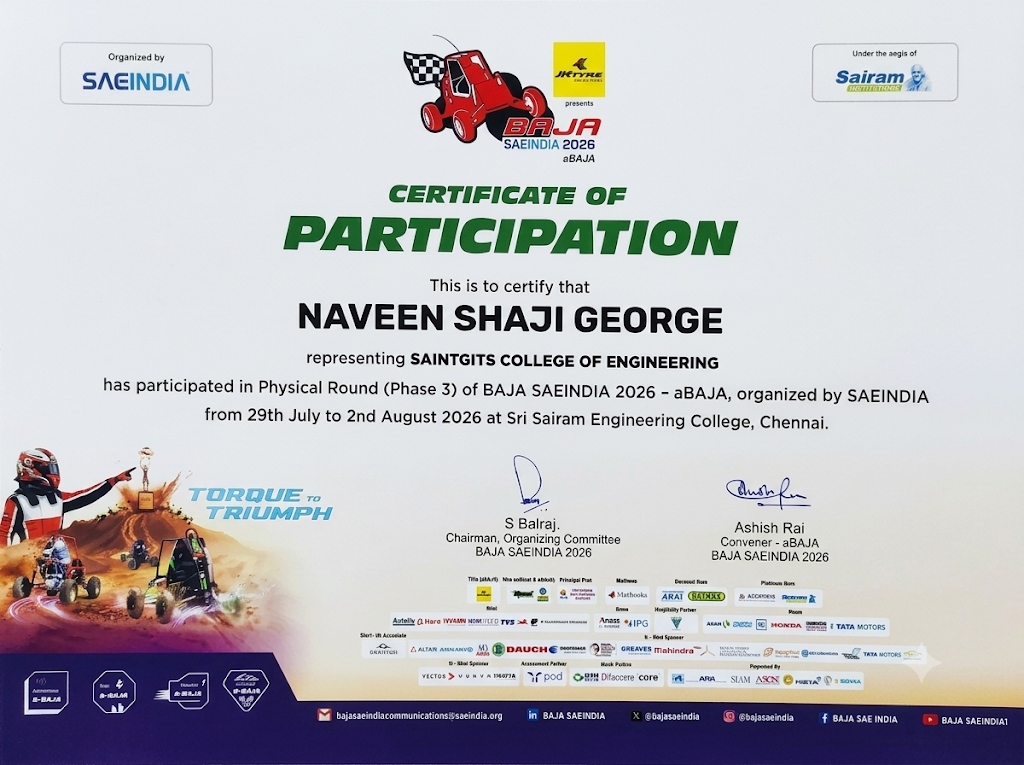 Organized by
SAEINDIA
JK TYRE
presents
BAJA
SAEINDIA 2026
aBAJA
Under the aegis of
Sairam
INSTITUTIONS
CERTIFICATE OF
PARTICIPATION
This is to certify that
NAVEEN SHAJI GEORGE
representing SAINTGITS COLLEGE OF ENGINEERING
has participated in Physical Round (Phase 3) of BAJA SAEINDIA 2026 – aBAJA, organized by SAEINDIA
from 29th July to 2nd August 2026 at Sri Sairam Engineering College, Chennai.
TORQUE TO
TRIUMPH
S Balraj.
Chairman, Organizing Committee
BAJA SAEINDIA 2026
Ashish Rai
Convener - aBAJA
BAJA SAEINDIA 2026
Mathooks
ARAI
Hero TVS
IPG
HONDA TATA MOTORS
ALTAIR DAUCH GREAVES mahindra TATA MOTORS
VECTOS pod Difaccere core
ARIA SIAM
bajasaeindiacommunications@saeindia.org BAJA SAEINDIA @bajasaeindia @bajasaeindia BAJA SAE INDIA BAJA SAEINDIA1